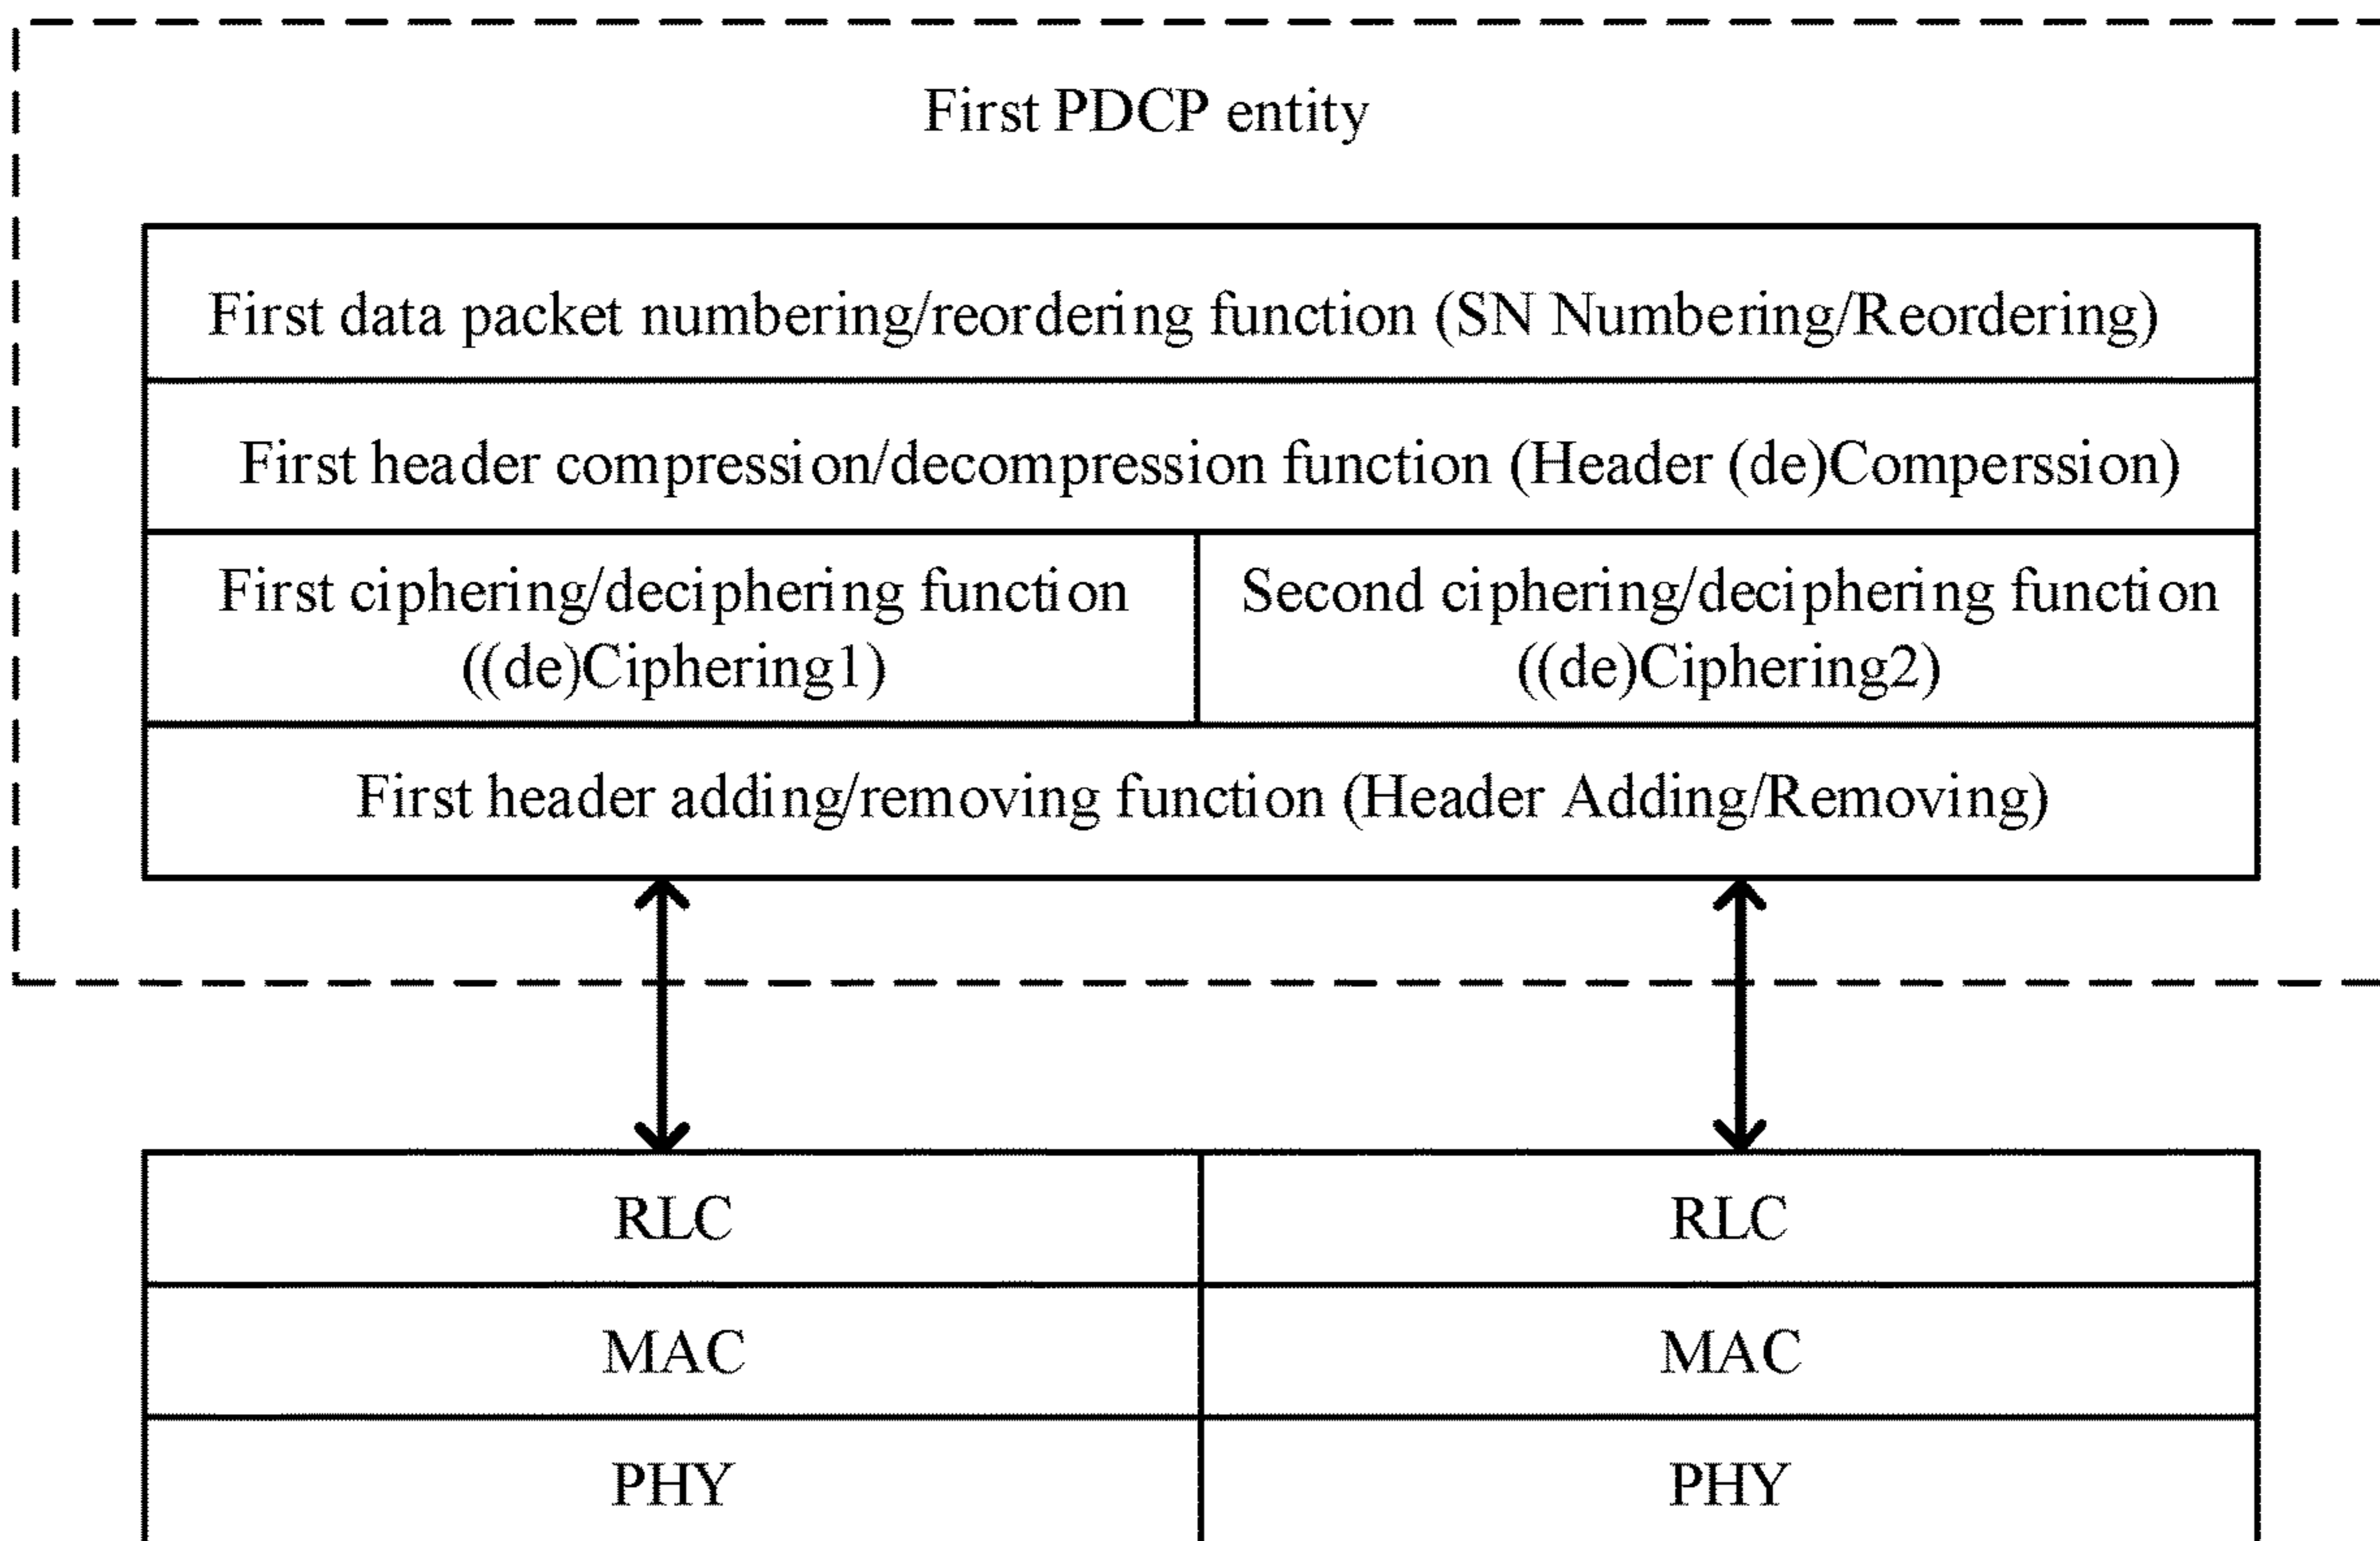 First PDCP entity
First data packet numbering/reordering function (SN Numbering/Reordering)
First header compression/decompression function (Header (de)Comperssion)
First ciphering/deciphering function
((de)Ciphering1)
Second ciphering/deciphering function
((de)Ciphering2)
First header adding/removing function (Header Adding/Removing)
RLC
RLC
MAC
MAC
PHY
PHY